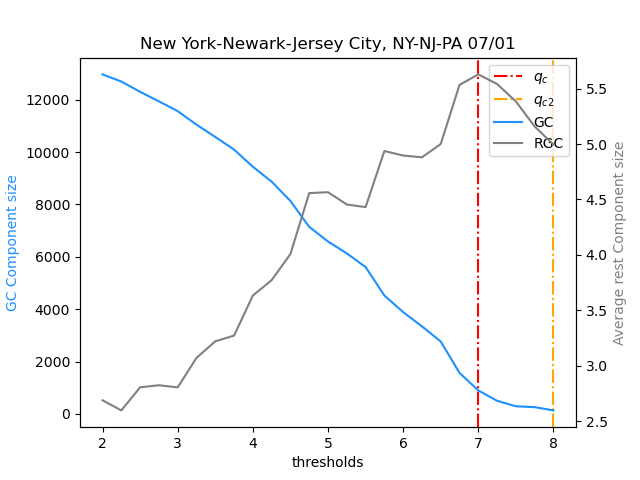 New York-Newark-Jersey City, NY-NJ-PA 07/01
GC Component size
12000
10000
8000
6000
4000
2000
0
2 3 4 5 6 7 8
thresholds
5.5
5.0
4.5
4.0
3.5
3.0
2.5
Average rest Component size
qc
qc2
GC
RGC